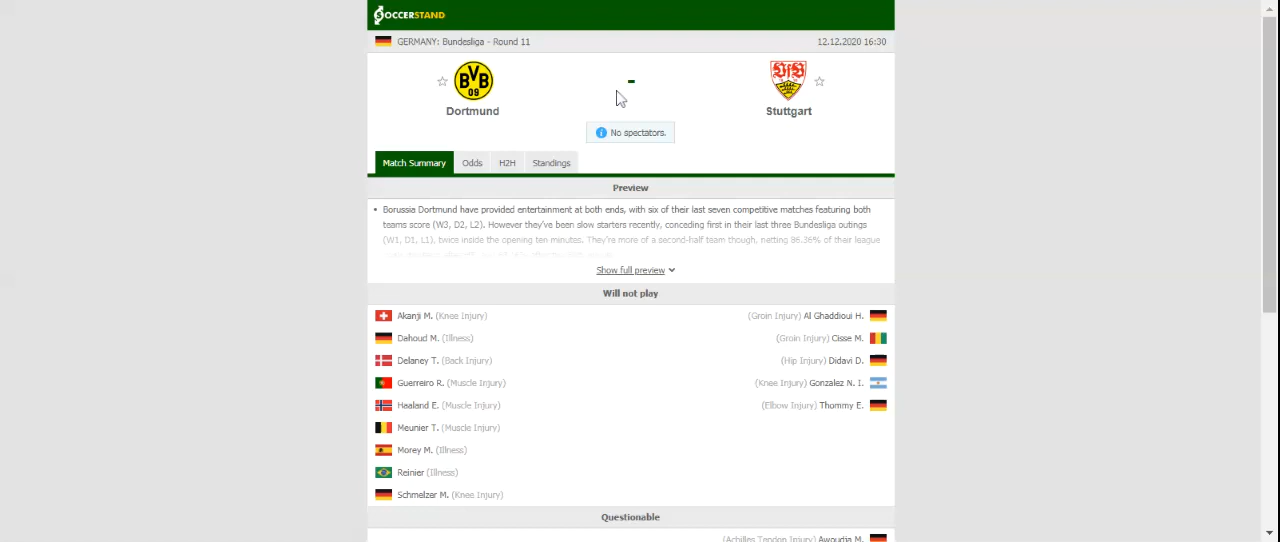 SOCCERSTAND
GERMANY: Bundesliga - Round 11 12.12.2020 16:30
BVB
09
VfB
-
Dortmund Stuttgart
i No spectators.
Match Summary Odds H2H Standings
Preview
• Borussia Dortmund have provided entertainment at both ends, with six of their last seven competitive matches featuring both
teams score (W3, D2, L2). However they've been slow starters recently, conceding first in their last three Bundesliga outings
(W1, D1, L1), twice inside the opening ten minutes. They're more of a second-half team though, netting 86.36% of their league
Show full preview
Will not play
Akanji M. (Knee Injury) (Groin Injury) Al Ghaddioui H.
Dahoud M. (Illness) (Groin Injury) Cisse M.
Delaney T. (Back Injury) (Hip Injury) Didavi D.
Guerreiro R. (Muscle Injury) (Knee Injury) Gonzalez N. I.
Haaland E. (Muscle Injury) (Elbow Injury) Thommy E.
Meunier T. (Muscle Injury)
Morey M. (Illness)
Reinier (Illness)
Schmelzer M. (Knee Injury)
Questionable
(Achilles Tendon Injury) Awoudja M.